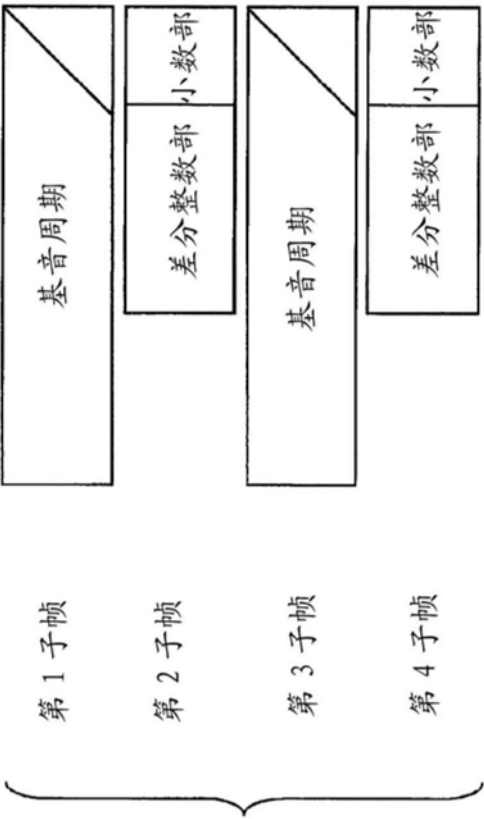 第1子帧
基音周期
第2子帧
差分整数部
小数部
第3子帧
基音周期
第4子帧
差分整数部
小数部